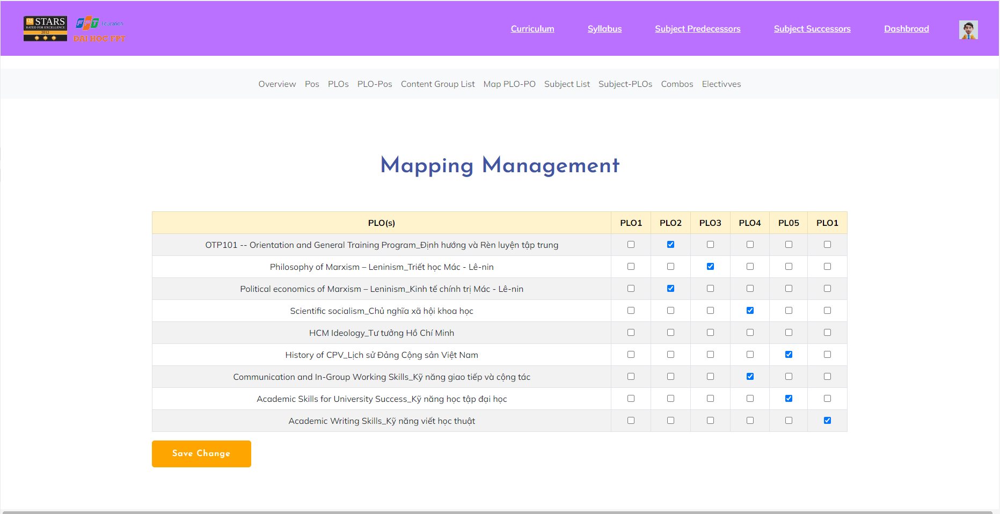 QS STARS
RATED FOR EXCELLENCE
2012
FPT Education
ĐẠI HỌC FPT
Curriculum Syllabus Subject Predecessors Subject Successors Dashbroad
Overview Pos PLOs PLO-Pos Content Group List Map PLO-PO Subject List Subject-PLOs Combos Electivves
Mapping Management
PLO(s) PLO1 PLO2 PLO3 PLO4 PL05 PLO1
OTP101 -- Orientation and General Training Program_Định hướng và Rèn luyện tập trung
Philosophy of Marxism – Leninism_Triết học Mác - Lê-nin
Political economics of Marxism – Leninism_Kinh tế chính trị Mác - Lê-nin
Scientific socialism_Chủ nghĩa xã hội khoa học
HCM Ideology_Tư tưởng Hồ Chí Minh
History of CPV_Lịch sử Đảng Cộng sản Việt Nam
Communication and In-Group Working Skills_Kỹ năng giao tiếp và cộng tác
Academic Skills for University Success_Kỹ năng học tập đại học
Academic Writing Skills_Kỹ năng viết học thuật
Save Change